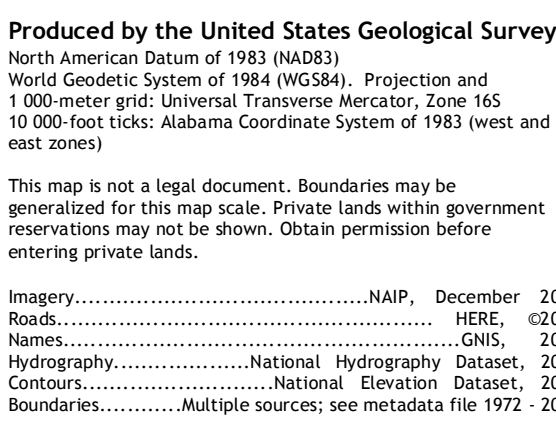 Produced by the United States Geological Survey
North American Datum of 1983 (NAD83)
World Geodetic System of 1984 (WGS84). Projection and
1 000-meter grid: Universal Transverse Mercator, Zone 16S
10 000-foot ticks: Alabama Coordinate System of 1983 (west and
east zones)
This map is not a legal document. Boundaries may be
generalized for this map scale. Private lands within government
reservations may not be shown. Obtain permission before
entering private lands.
Imagery.......................................NAIP, December
Roads.................................................. HERE, ©
Names.....................................................GNIS,
Hydrography..................National Hydrography Dataset,
Contours.........................National Elevation Dataset,
Boundaries...........Multiple sources; see metadata file 1972 -